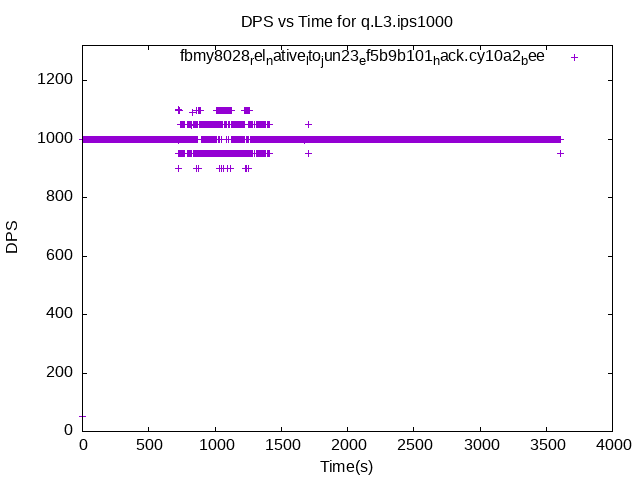 DPS vs Time for q.L3.ips1000
fbmy8028relnativeltojun23ef5b9b101hack.cy10a2bee
1200
1000
800
600
400
200
0
DPS
0 500 1000 1500 2000 2500 3000 3500 4000
Time(s)